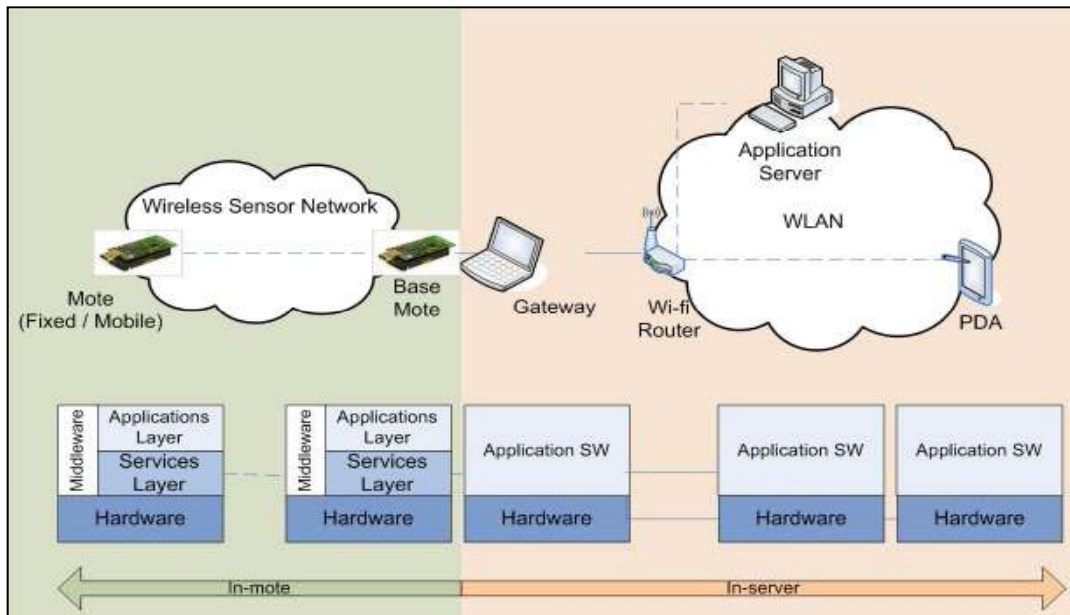 Application
Server
Wireless Sensor Network
WLAN
Mote
(Fixed / Mobile)
Base
Mote
Gateway
Wi-fi
Router
PDA
Middleware
Applications
Layer
Services
Layer
Hardware
Middleware
Applications
Layer
Services
Layer
Hardware
Application SW
Hardware
Application SW
Hardware
Application SW
Hardware
In-mote
In-server